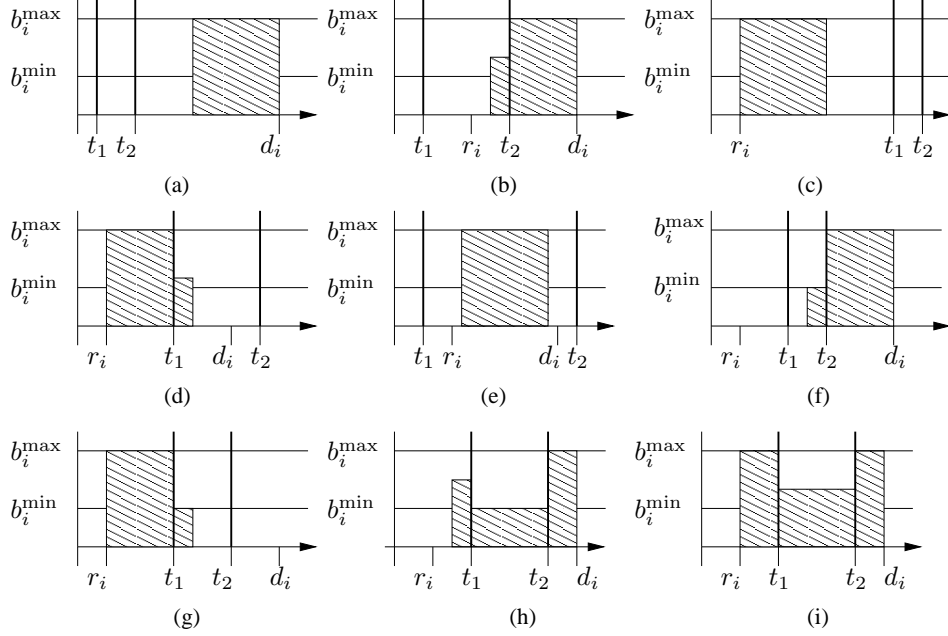 b_i^max b_i^max b_i^max
b_i^min b_i^min b_i^min
t_1 t_2 d_i t_1 r_i t_2 d_i r_i t_1 t_2
(a) (b) (c)
b_i^max b_i^max b_i^max
b_i^min b_i^min b_i^min
r_i t_1 d_i t_2 t_1 r_i d_i t_2 r_i t_1 t_2 d_i
(d) (e) (f)
b_i^max b_i^max b_i^max
b_i^min b_i^min b_i^min
r_i t_1 t_2 d_i r_i t_1 t_2 d_i r_i t_1 t_2 d_i
(g) (h) (i)